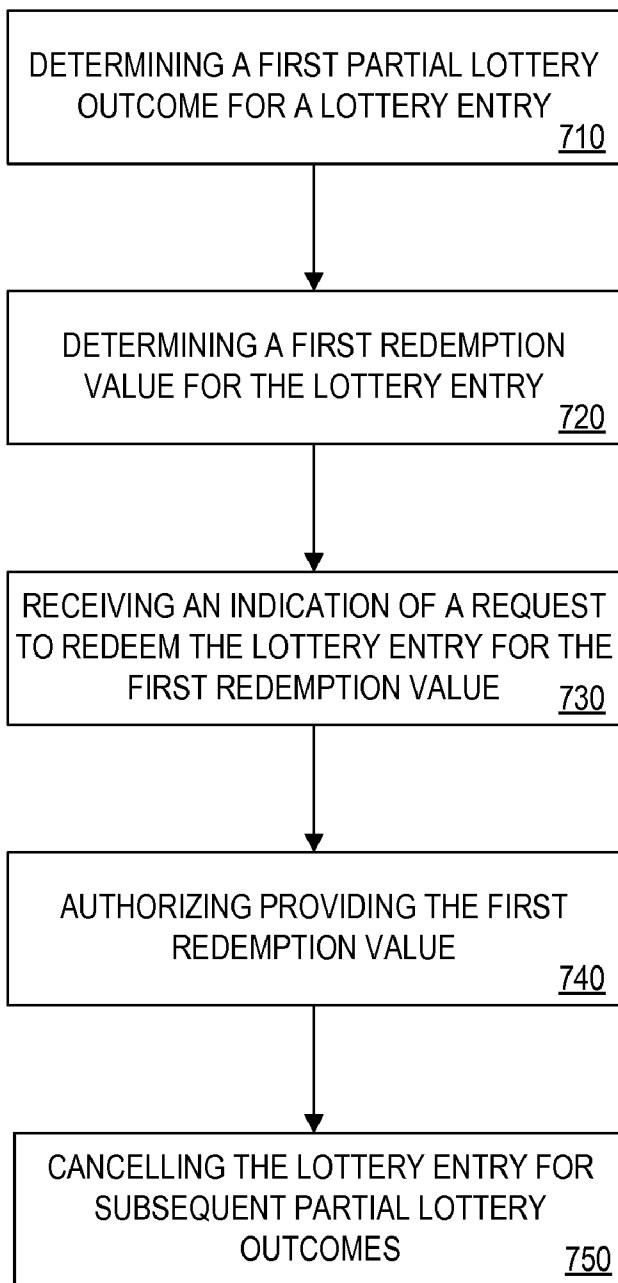 DETERMINING A FIRST PARTIAL LOTTERY
OUTCOME FOR A LOTTERY ENTRY
710
DETERMINING A FIRST REDEMPTION
VALUE FOR THE LOTTERY ENTRY
720
RECEIVING AN INDICATION OF A REQUEST
TO REDEEM THE LOTTERY ENTRY FOR THE
FIRST REDEMPTION VALUE
730
AUTHORIZING PROVIDING THE FIRST
REDEMPTION VALUE
740
CANCELLING THE LOTTERY ENTRY FOR
SUBSEQUENT PARTIAL LOTTERY
OUTCOMES
750